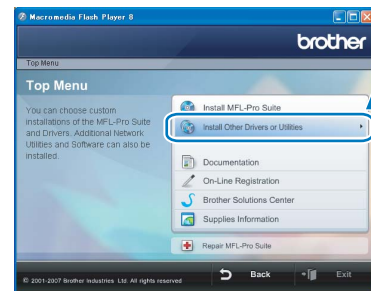 Macromedia Flash Player 8
brother
Top Menu
Top Menu
You can choose custom
installations of the MFL-Pro Suite
and Drivers. Additional Network
Utilities and Software can also be
installed.
Install MFL-Pro Suite
Install Other Drivers or Utilities
Documentation
On-Line Registration
Brother Solutions Center
Supplies Information
Repair MFL-Pro Suite
© 2001-2007 Brother Industries Ltd. All rights reserved
Back
Exit